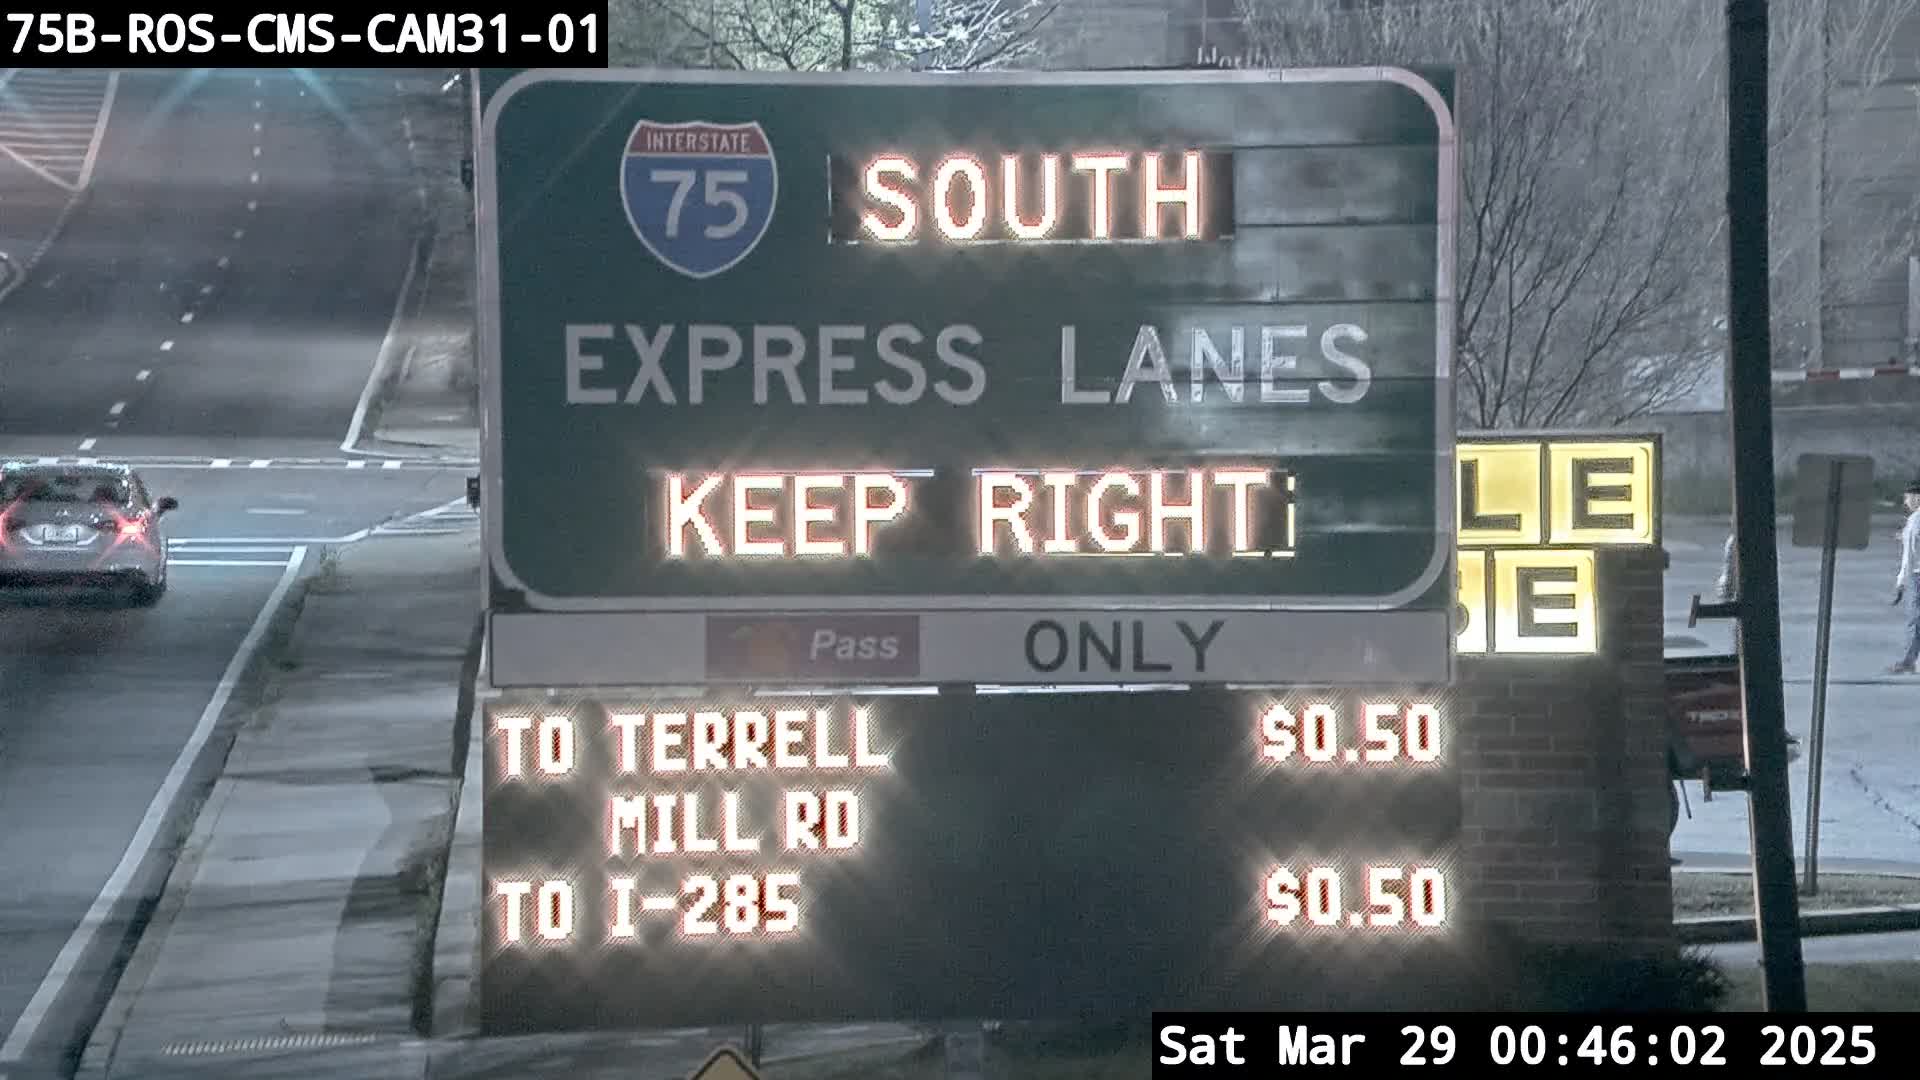 75B-ROS-CMS-CAM31-01
INTERSTATE
75
SOUTH
EXPRESS LANES
KEEP RIGHT
Pass ONLY
TO TERRELL $0.50
MILL RD
TO I-285 $0.50
LE
E
Sat Mar 29 00:46:02 2025